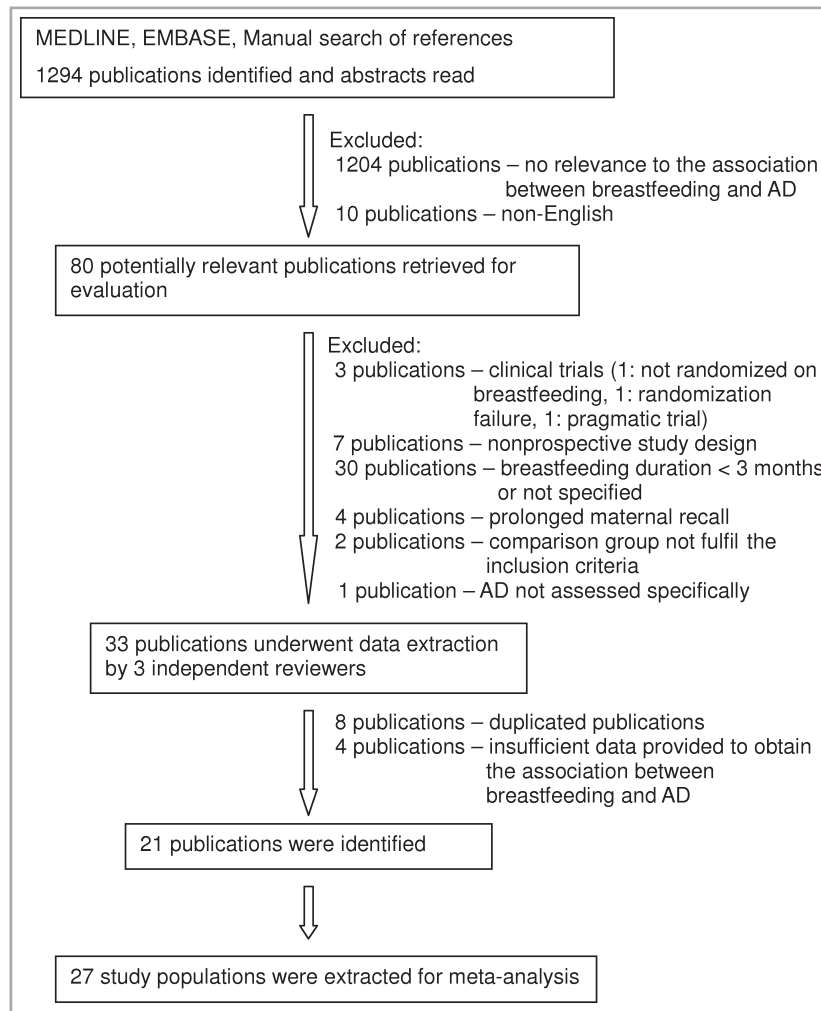 MEDLINE, EMBASE, Manual search of references
1294 publications identified and abstracts read
Excluded:
1204 publications – no relevance to the association
between breastfeeding and AD
10 publications – non-English
80 potentially relevant publications retrieved for
evaluation
Excluded:
3 publications – clinical trials (1: not randomized on
breastfeeding, 1: randomization
failure, 1: pragmatic trial)
7 publications – nonprospective study design
30 publications – breastfeeding duration < 3 months
or not specified
4 publications – prolonged maternal recall
2 publications – comparison group not fulfil the
inclusion criteria
1 publication – AD not assessed specifically
33 publications underwent data extraction
by 3 independent reviewers
8 publications – duplicated publications
4 publications – insufficient data provided to obtain
the association between
breastfeeding and AD
21 publications were identified
27 study populations were extracted for meta-analysis